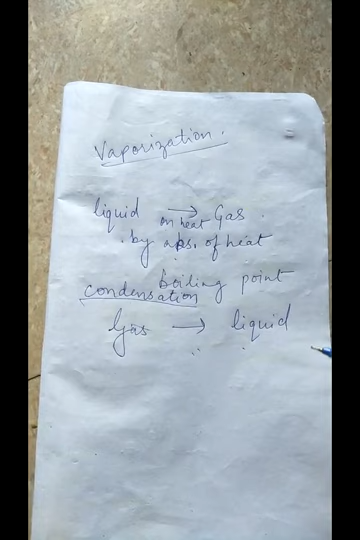 Vaporization.
liquid → Gas.
on heat
by abs. of heat
boiling point
condensation
Gas → liquid